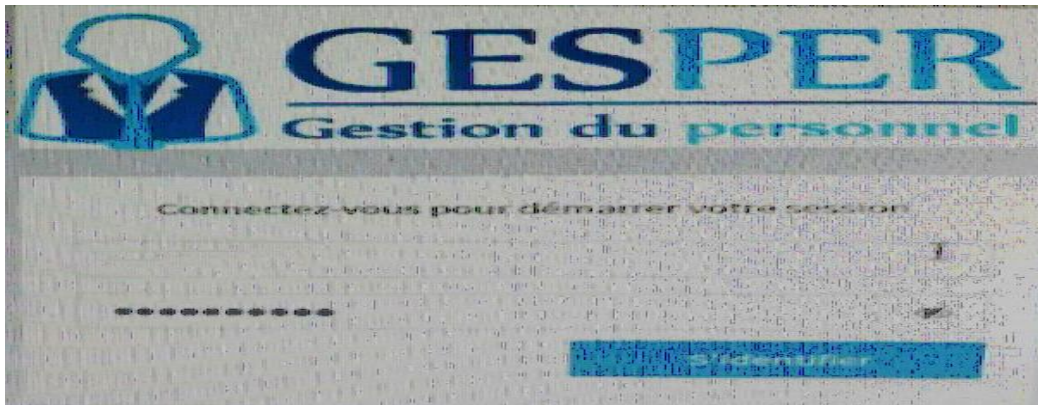 GESPER
Gestion du personnel
Connectez-vous pour démarrer votre session
••••••••••
S'identifier